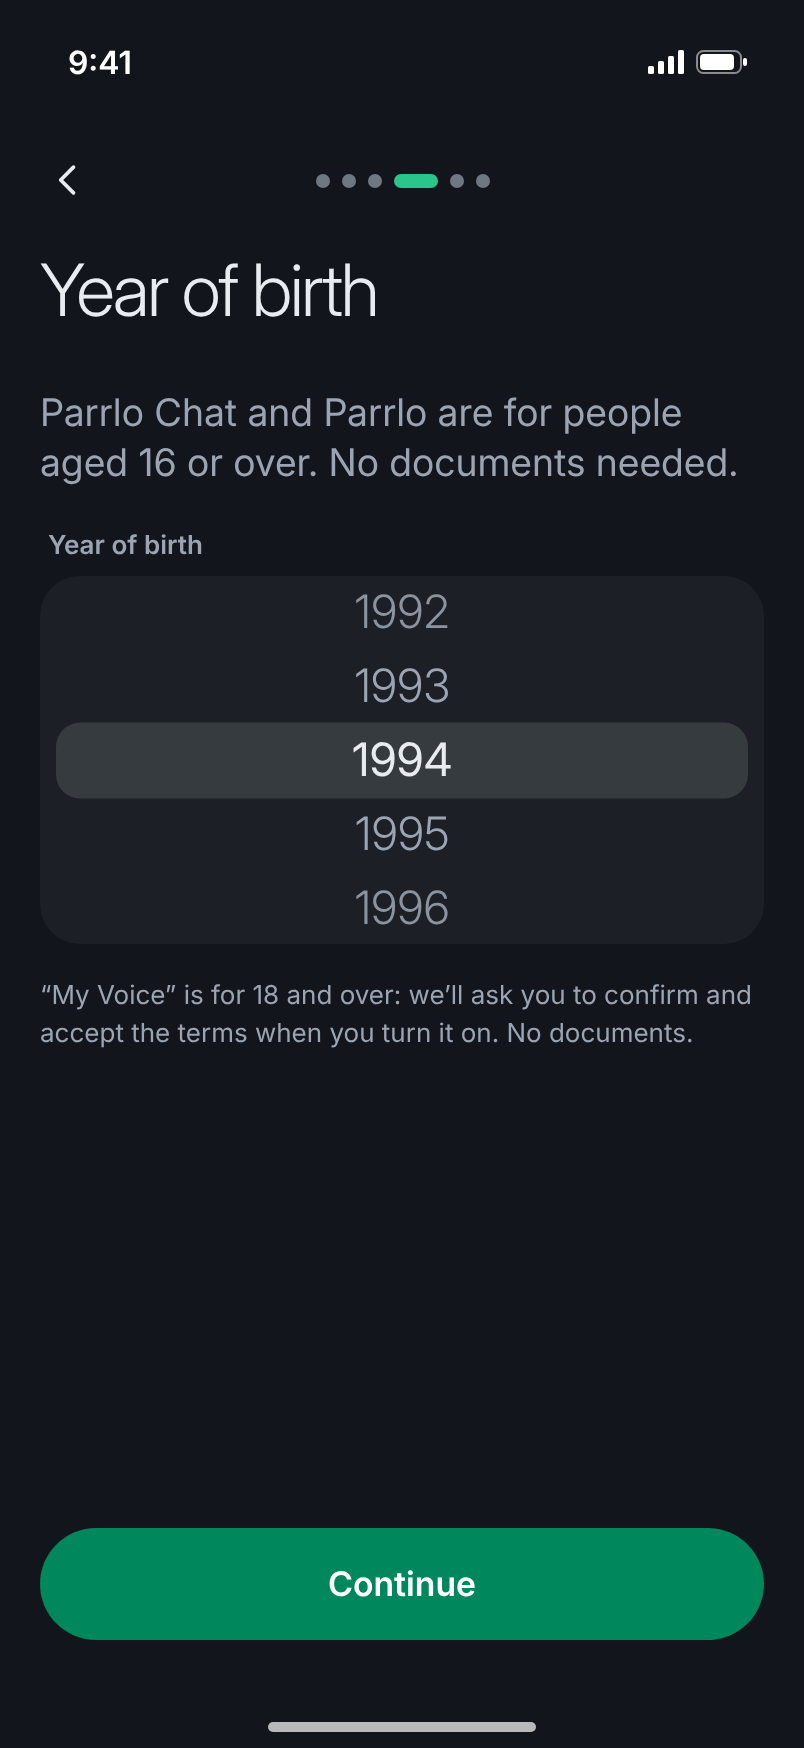 9:41
Year of birth
Parrlo Chat and Parrlo are for people
aged 16 or over. No documents needed.
Year of birth
1992
1993
1994
1995
1996
“My Voice” is for 18 and over: we’ll ask you to confirm and
accept the terms when you turn it on. No documents.
Continue